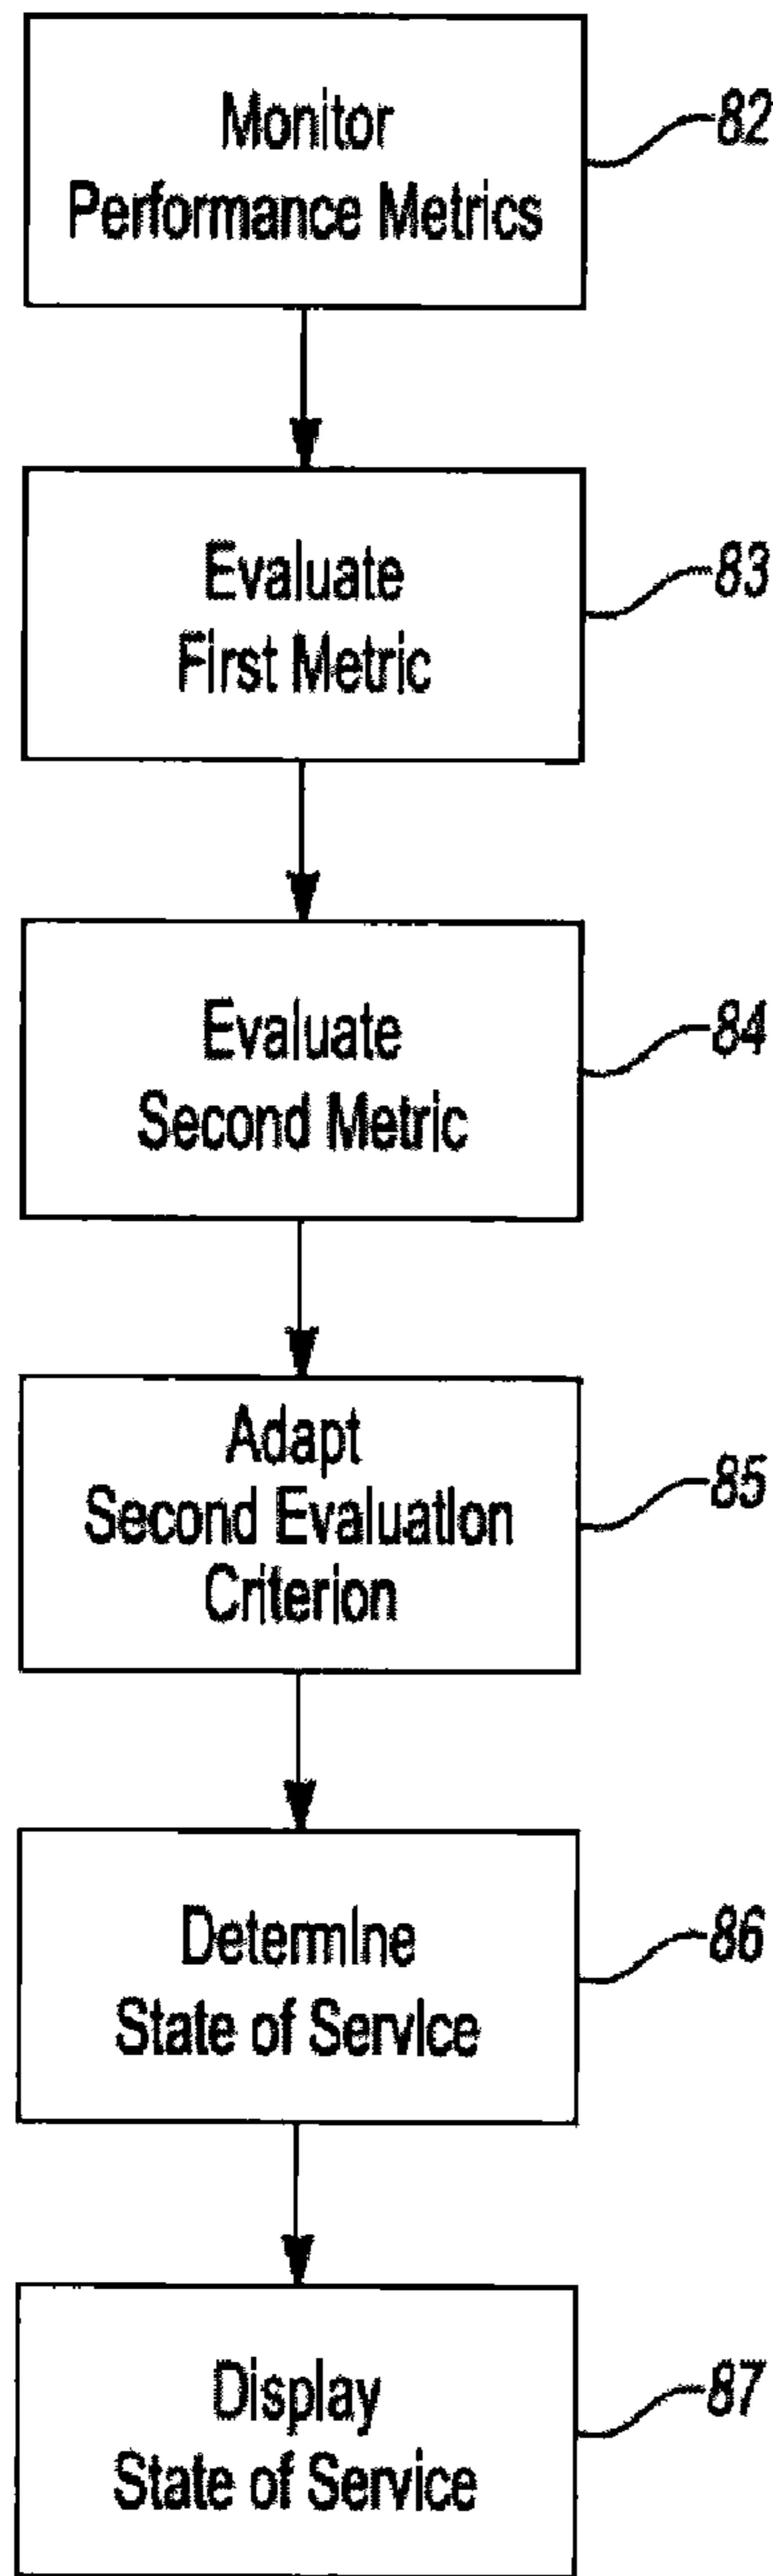 Monitor
Performance Metrics
82
Evaluate
First Metric
83
Evaluate
Second Metric
84
Adapt
Second Evaluation
Criterion
85
Determine
State of Service
86
Display
State of Service
87